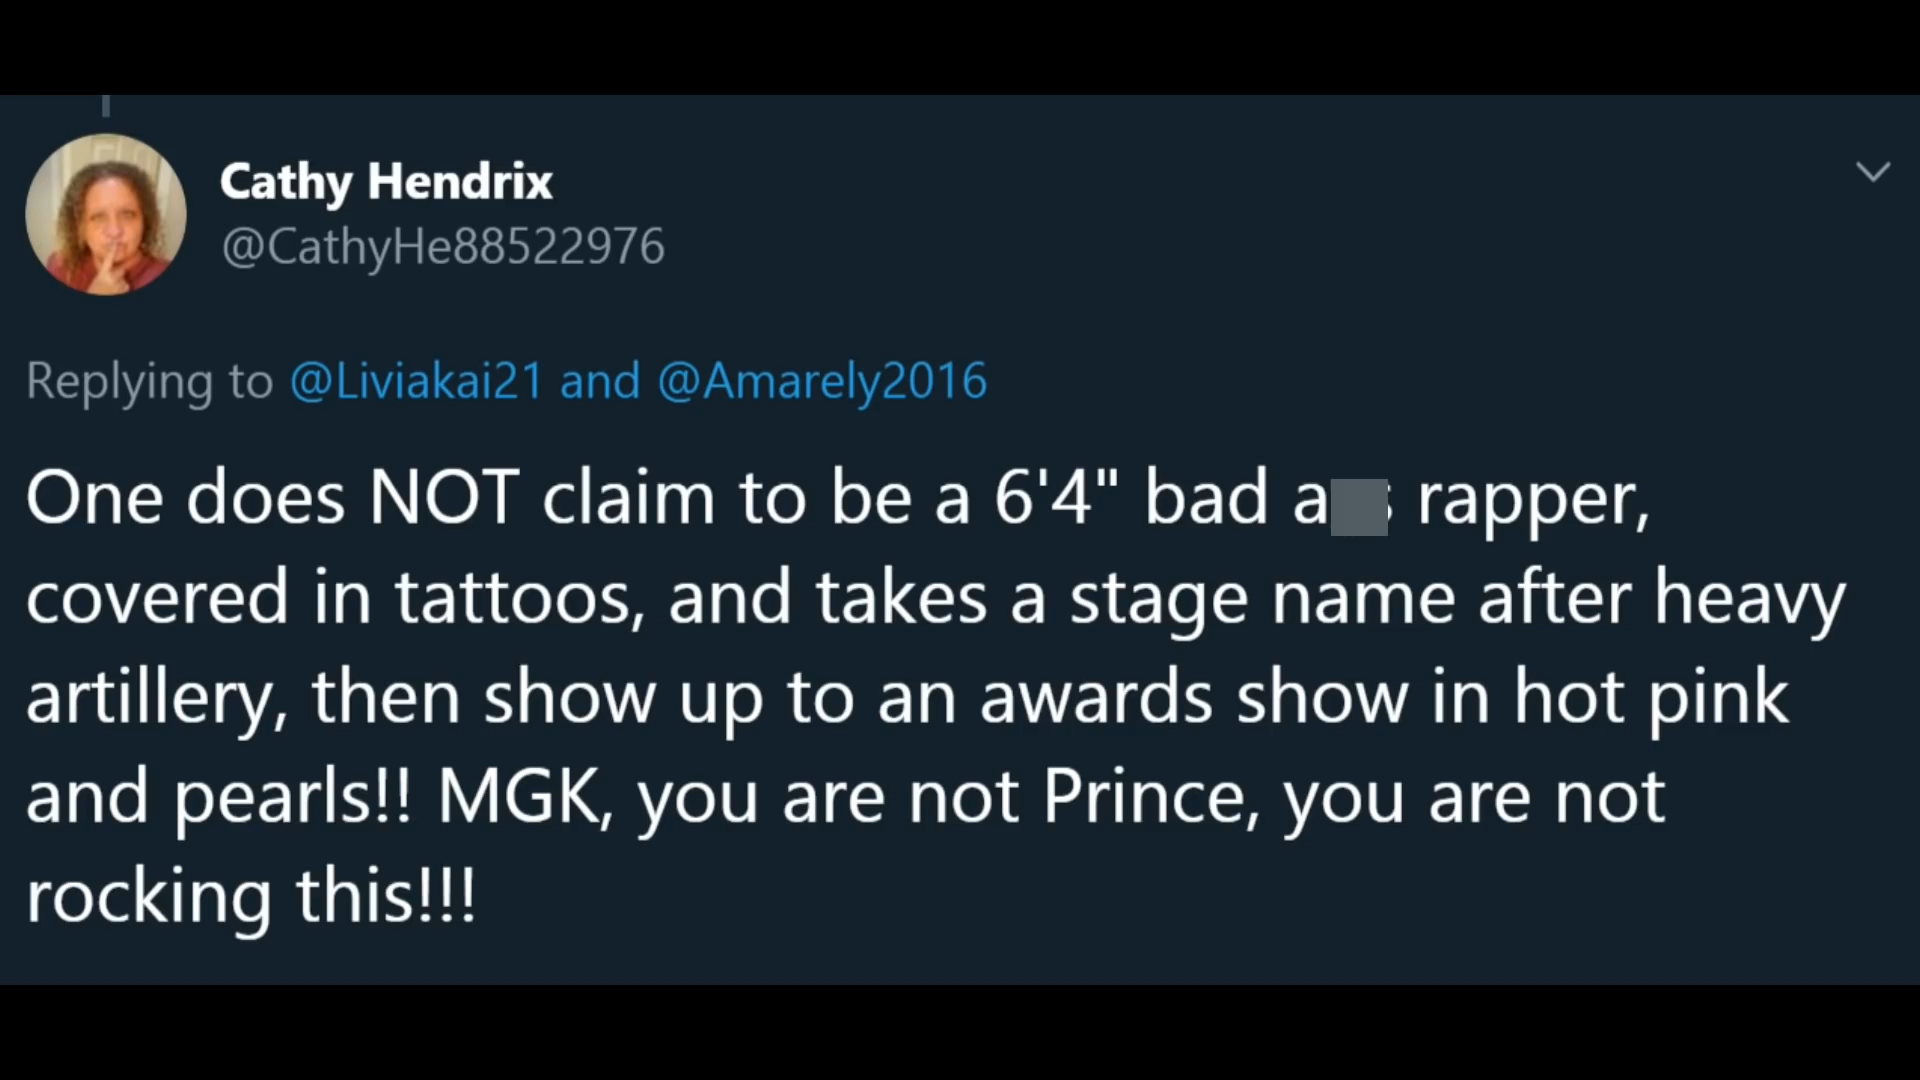 Cathy Hendrix
@CathyHe88522976
Replying to @Liviakai21 and @Amarely2016
One does NOT claim to be a 6'4" bad rapper,
covered in tattoos, and takes a stage name after heavy
artillery, then show up to an awards show in hot pink
and pearls!! MGK, you are not Prince, you are not
rocking this!!!